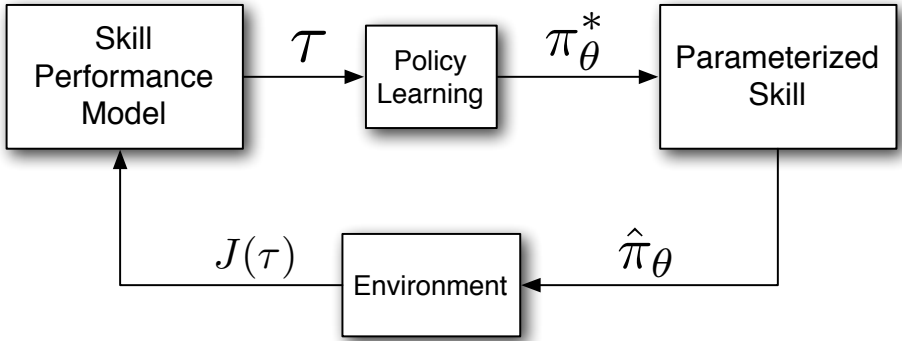 Skill
Performance
Model
τ
Policy
Learning
π*θ
Parameterized
Skill
J(τ)
Environment
π̂θ